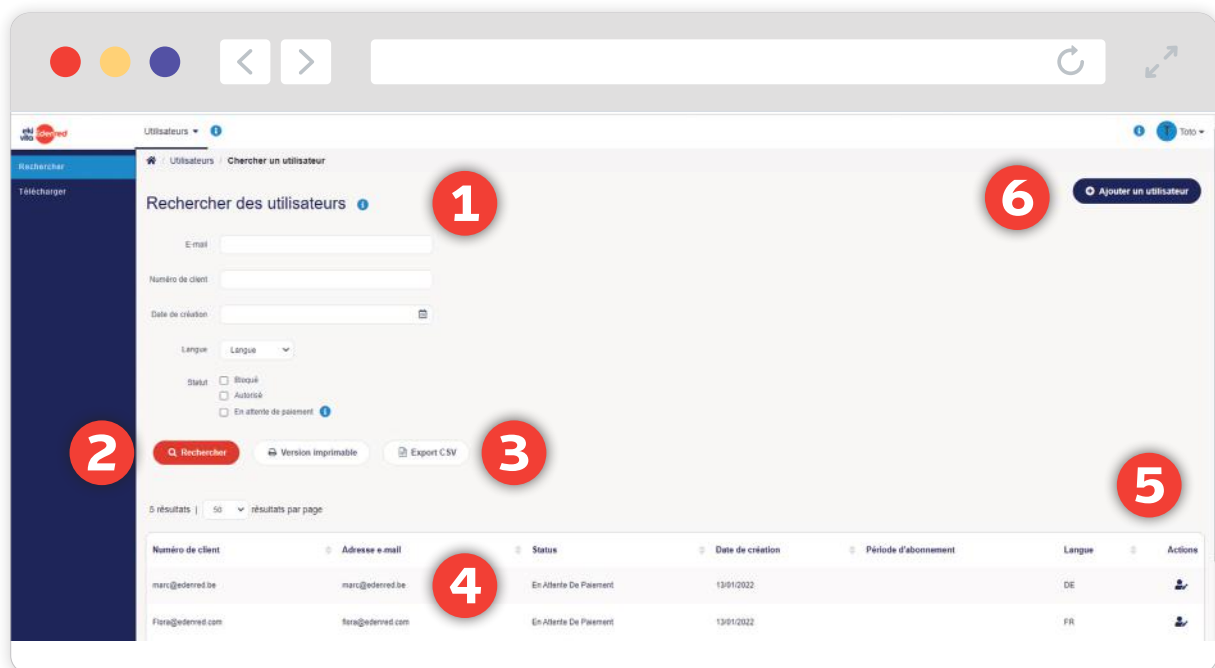 eki vita Edenred
Utilisateurs
T Toto
Rechercher
Télécharger
/ Utilisateurs / Chercher un utilisateur
6
Ajouter un utilisateur
Rechercher des utilisateurs
1
E-mail
Numéro de client
Date de création
Langue Langue
Statut Bloqué
Autorisé
En attente de paiement
2
Rechercher Version imprimable Export CSV
3
5
5 résultats | 50 résultats par page
Numéro de client Adresse e-mail Status Date de création Période d'abonnement Langue Actions
4
marc@edenred.be marc@edenred.be En Attente De Paiement 13/01/2022 DE
Flora@edenred.com flora@edenred.com En Attente De Paiement 13/01/2022 FR